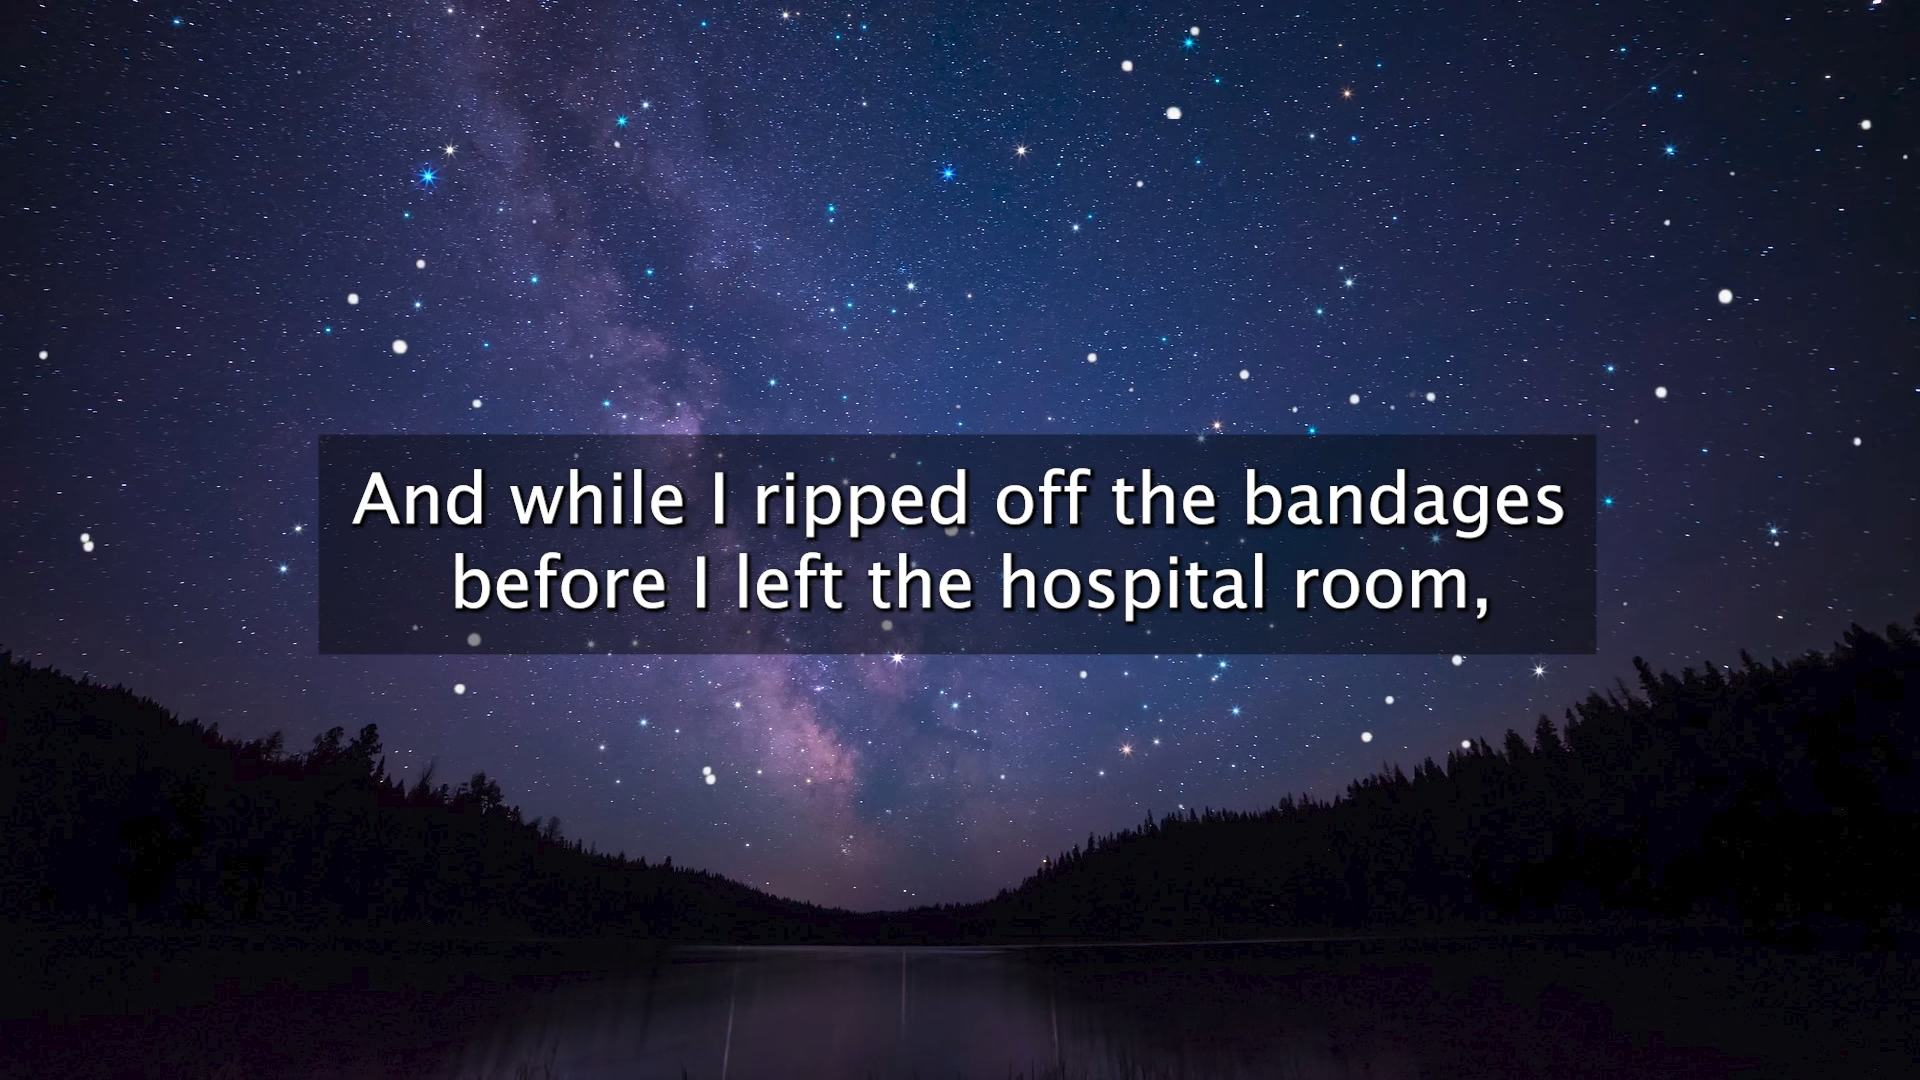 And while I ripped off the bandages
before I left the hospital room,